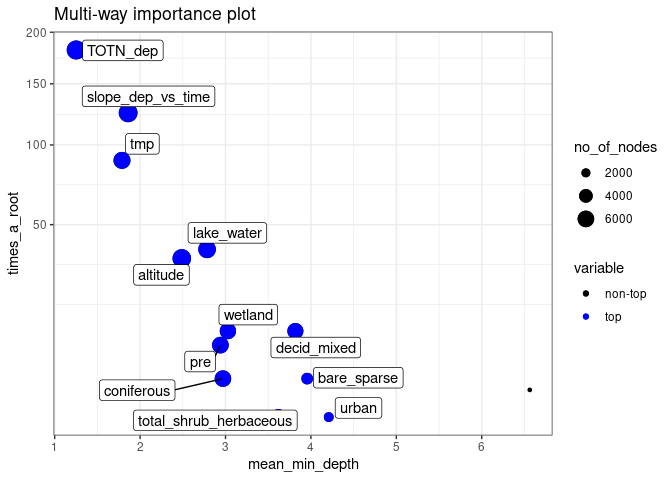 Multi-way importance plot
200
150
100
50
times_a_root
TOTN_dep
slope_dep_vs_time
tmp
lake_water
altitude
wetland
decid_mixed
pre
bare_sparse
coniferous
urban
total_shrub_herbaceous
1 2 3 4 5 6
mean_min_depth
no_of_nodes
2000
4000
6000
variable
non-top
top